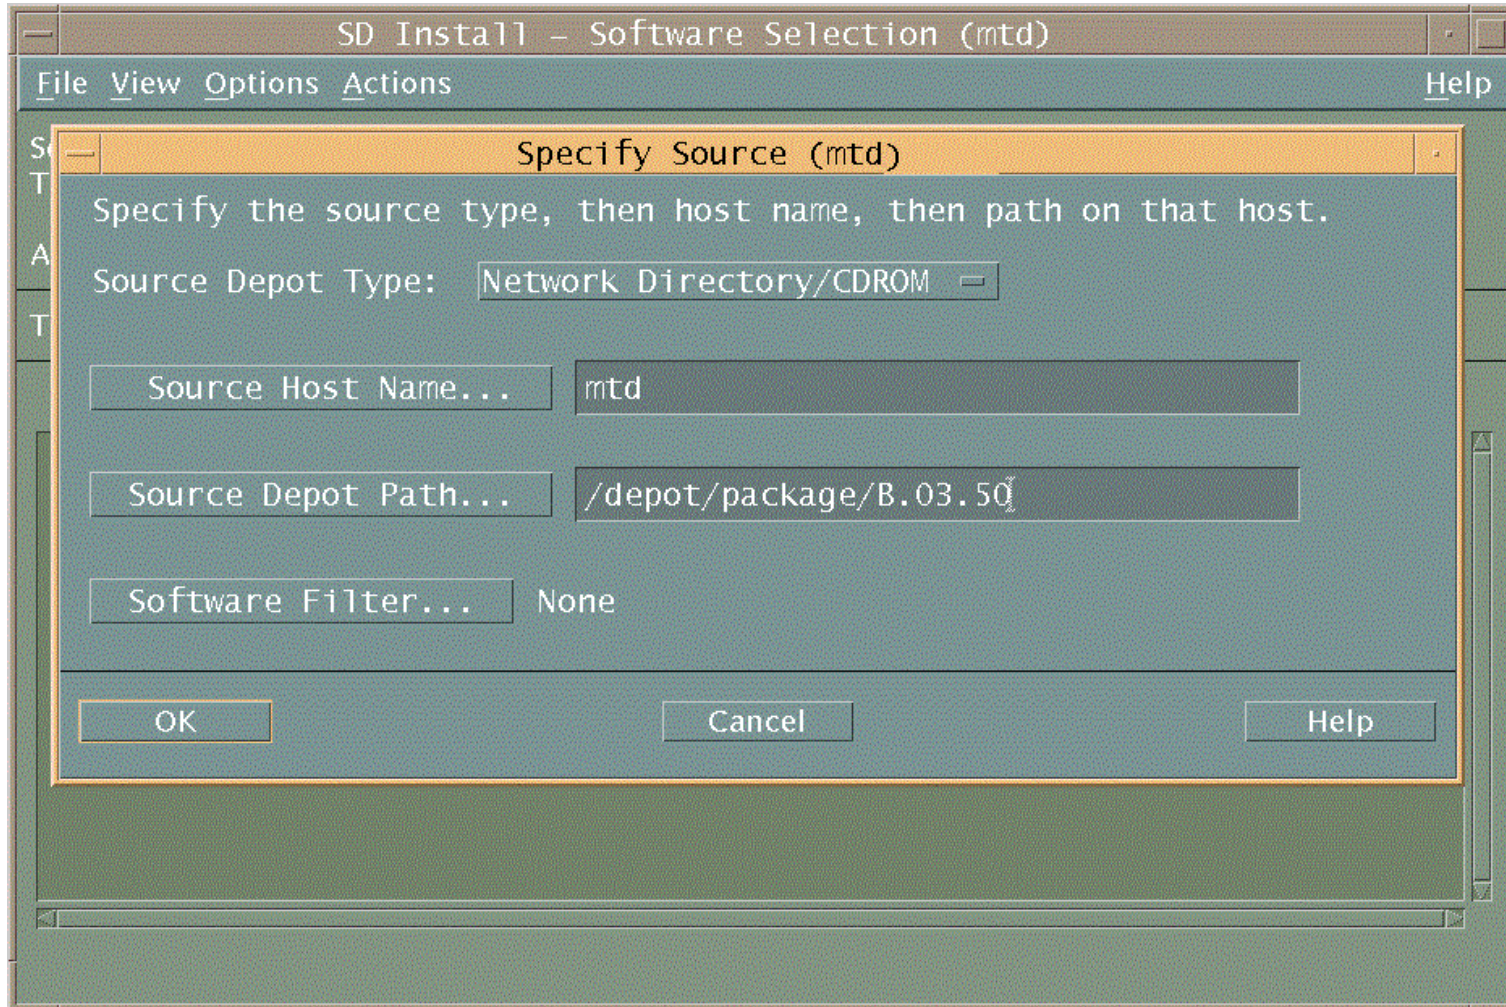 SD Install – Software Selection (mtd)
File View Options Actions Help
Specify Source (mtd)
Specify the source type, then host name, then path on that host.
Source Depot Type: Network Directory/CDROM
Source Host Name... mtd
Source Depot Path... /depot/package/B.03.50
Software Filter... None
OK Cancel Help